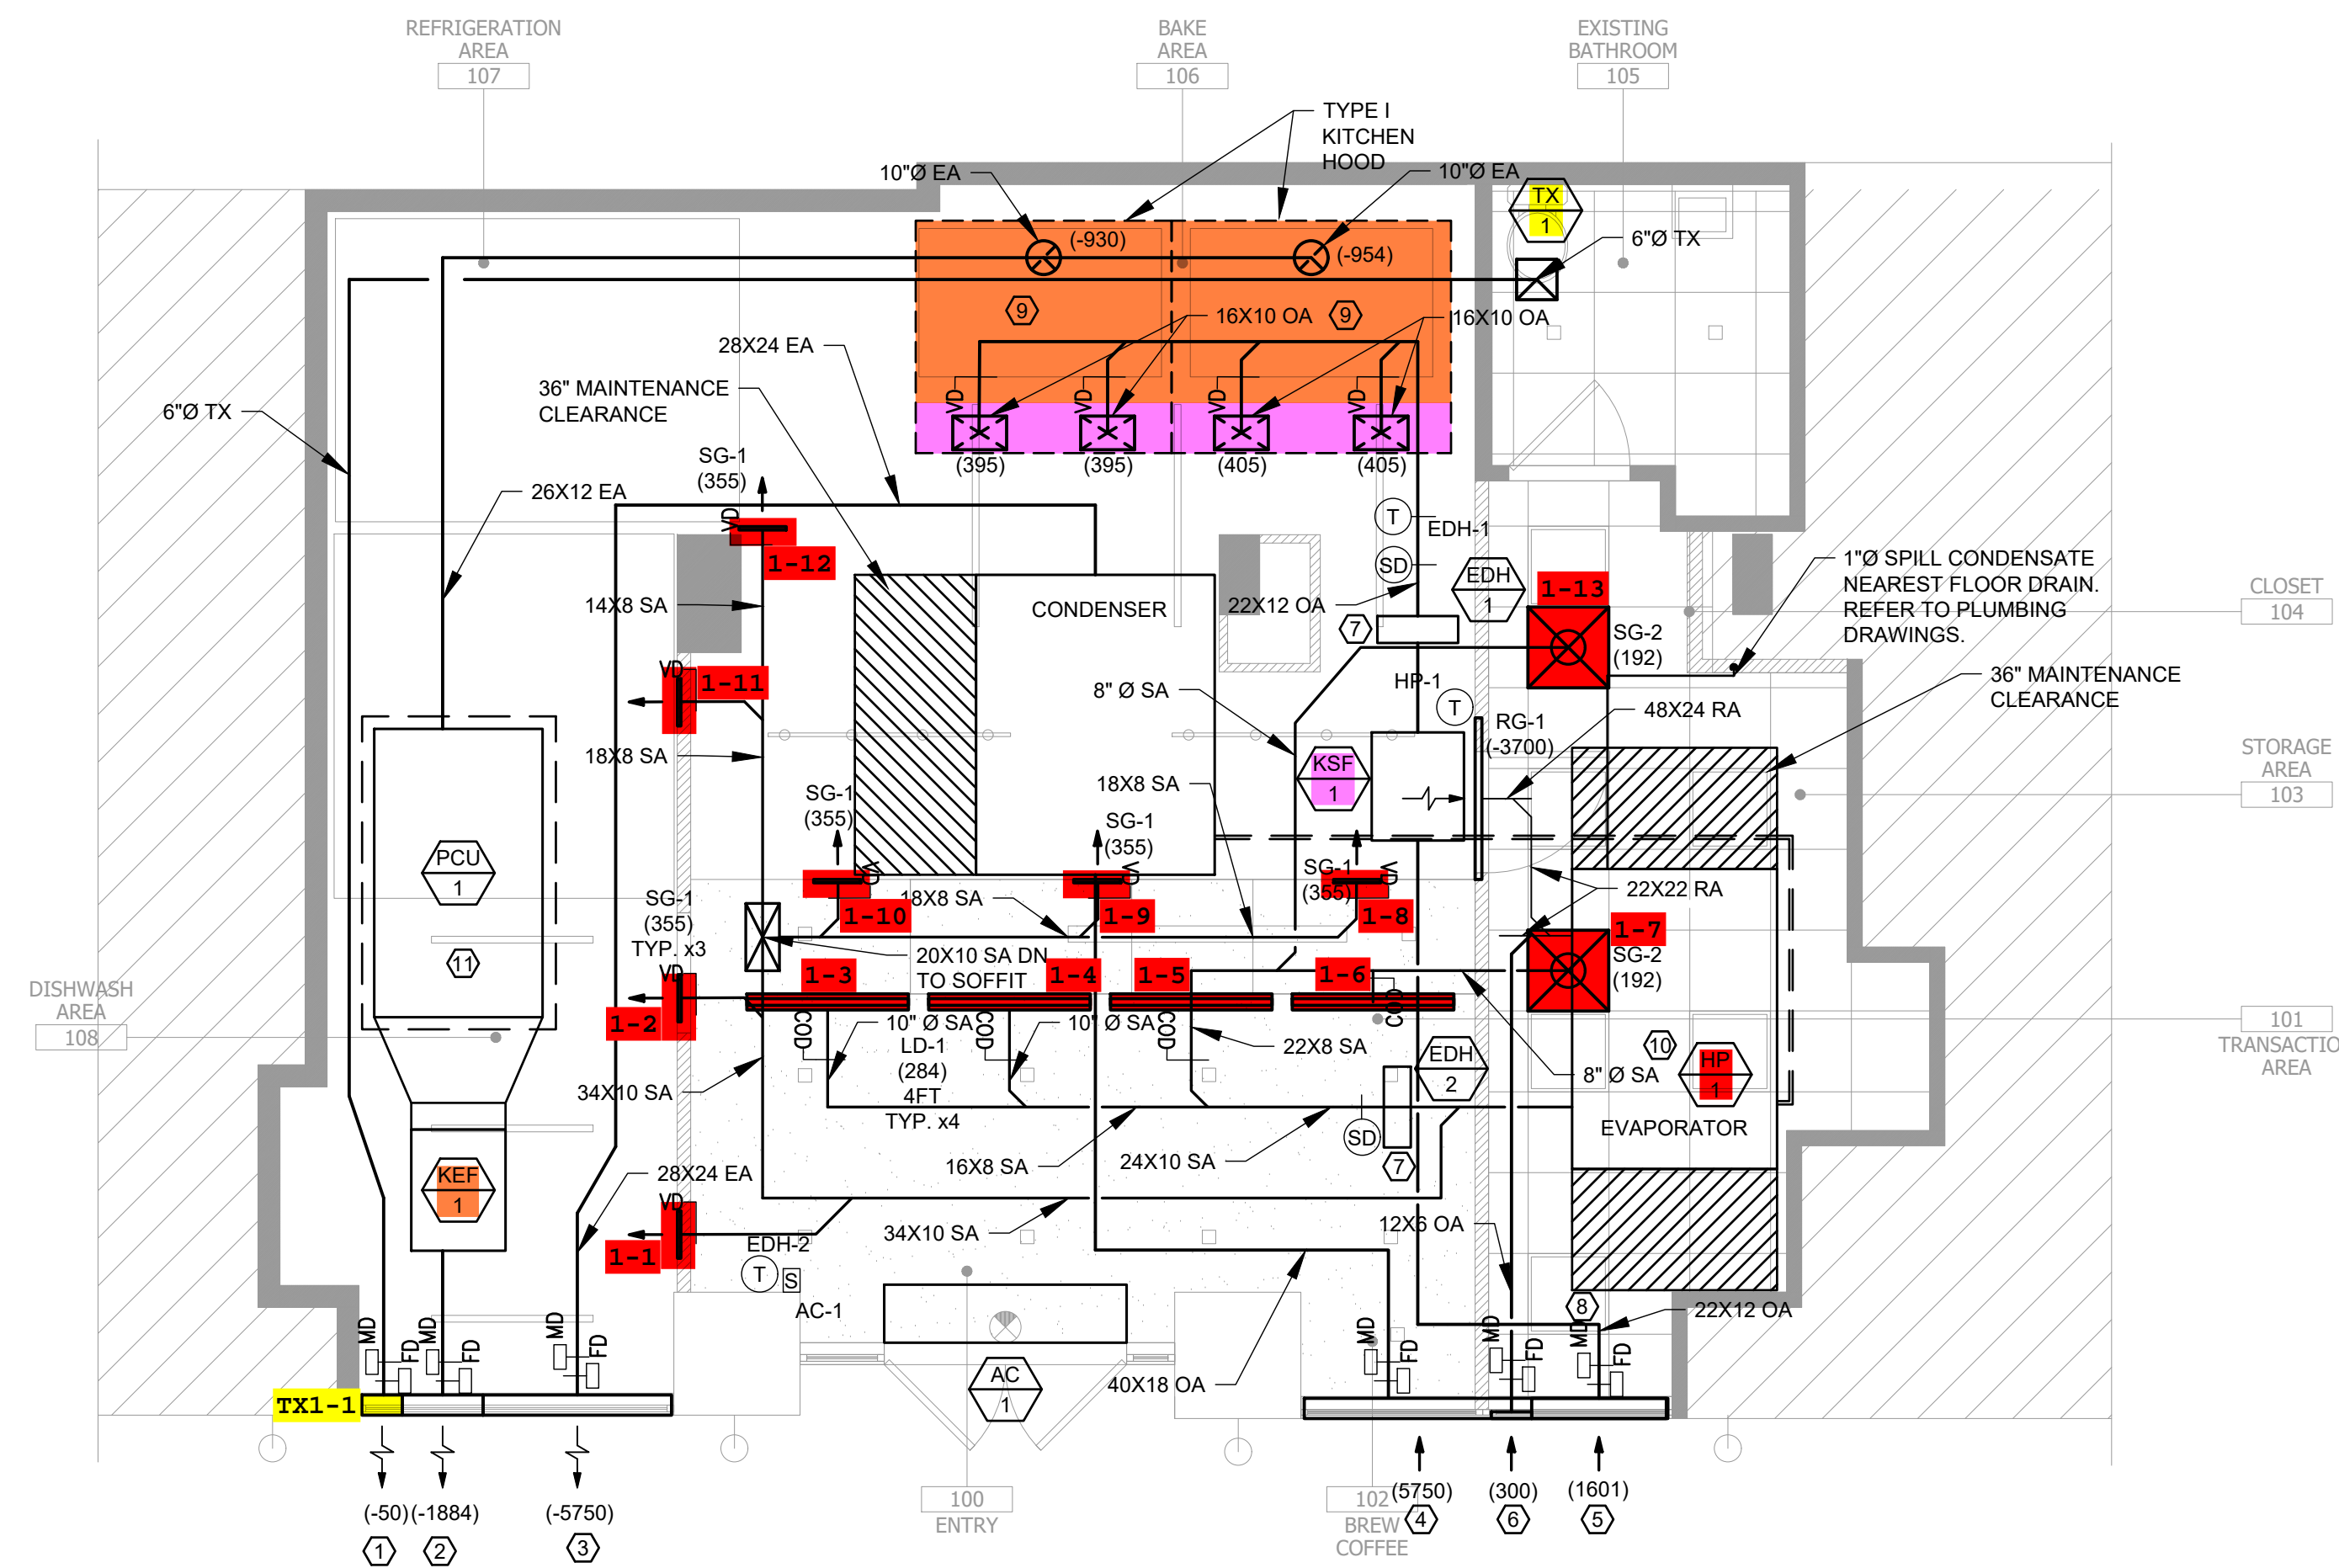 REFRIGERATION
AREA
107
BAKE
AREA
106
EXISTING
BATHROOM
105
TYPE I
KITCHEN
HOOD
10"Ø EA
(-930)
10"Ø EA
(-954)
TX
1
6"Ø TX
9
16X10 OA
9
16X10 OA
28X24 EA
36" MAINTENANCE
CLEARANCE
6"Ø TX
VD
VD
VD
VD
(395)
(395)
(405)
(405)
SG-1
(355)
26X12 EA
VD
1-12
T
EDH-1
SD
EDH
1
1-13
1"Ø SPILL CONDENSATE
NEAREST FLOOR DRAIN.
REFER TO PLUMBING
DRAWINGS.
CLOSET
104
14X8 SA
CONDENSER
22X12 OA
7
SG-2
(192)
VD
1-11
8" Ø SA
HP-1
T
36" MAINTENANCE
CLEARANCE
48X24 RA
RG-1
(-3700)
18X8 SA
KSF
1
STORAGE
AREA
103
SG-1
(355)
18X8 SA
SG-1
(355)
PCU
1
VD
VD
SG-1
(355)
VD
22X22 RA
SG-1
(355)
TYP. x3
1-10
18X8 SA
1-9
1-8
1-7
11
20X10 SA DN
TO SOFFIT
SG-2
(192)
VD
1-3
1-4
1-5
1-6
DISHWASH
AREA
108
1-2
COD
10" Ø SA
COD
10" Ø SA
COD
COD
LD-1
(284)
4FT
TYP. x4
22X8 SA
EDH
2
10
HP
1
101
TRANSACTIO
AREA
34X10 SA
8" Ø SA
SD
EVAPORATOR
KEF
1
28X24 EA
16X8 SA
24X10 SA
7
VD
34X10 SA
12X6 OA
1-1
EDH-2
T
S
AC-1
8
22X12 OA
MD
FD
MD
FD
MD
FD
MD
FD
MD
FD
MD
FD
AC
1
40X18 OA
TX1-1
(-50)
(-1884)
(-5750)
1
2
3
100
ENTRY
102
BREW
COFFEE
(5750)
4
(300)
6
(1601)
5